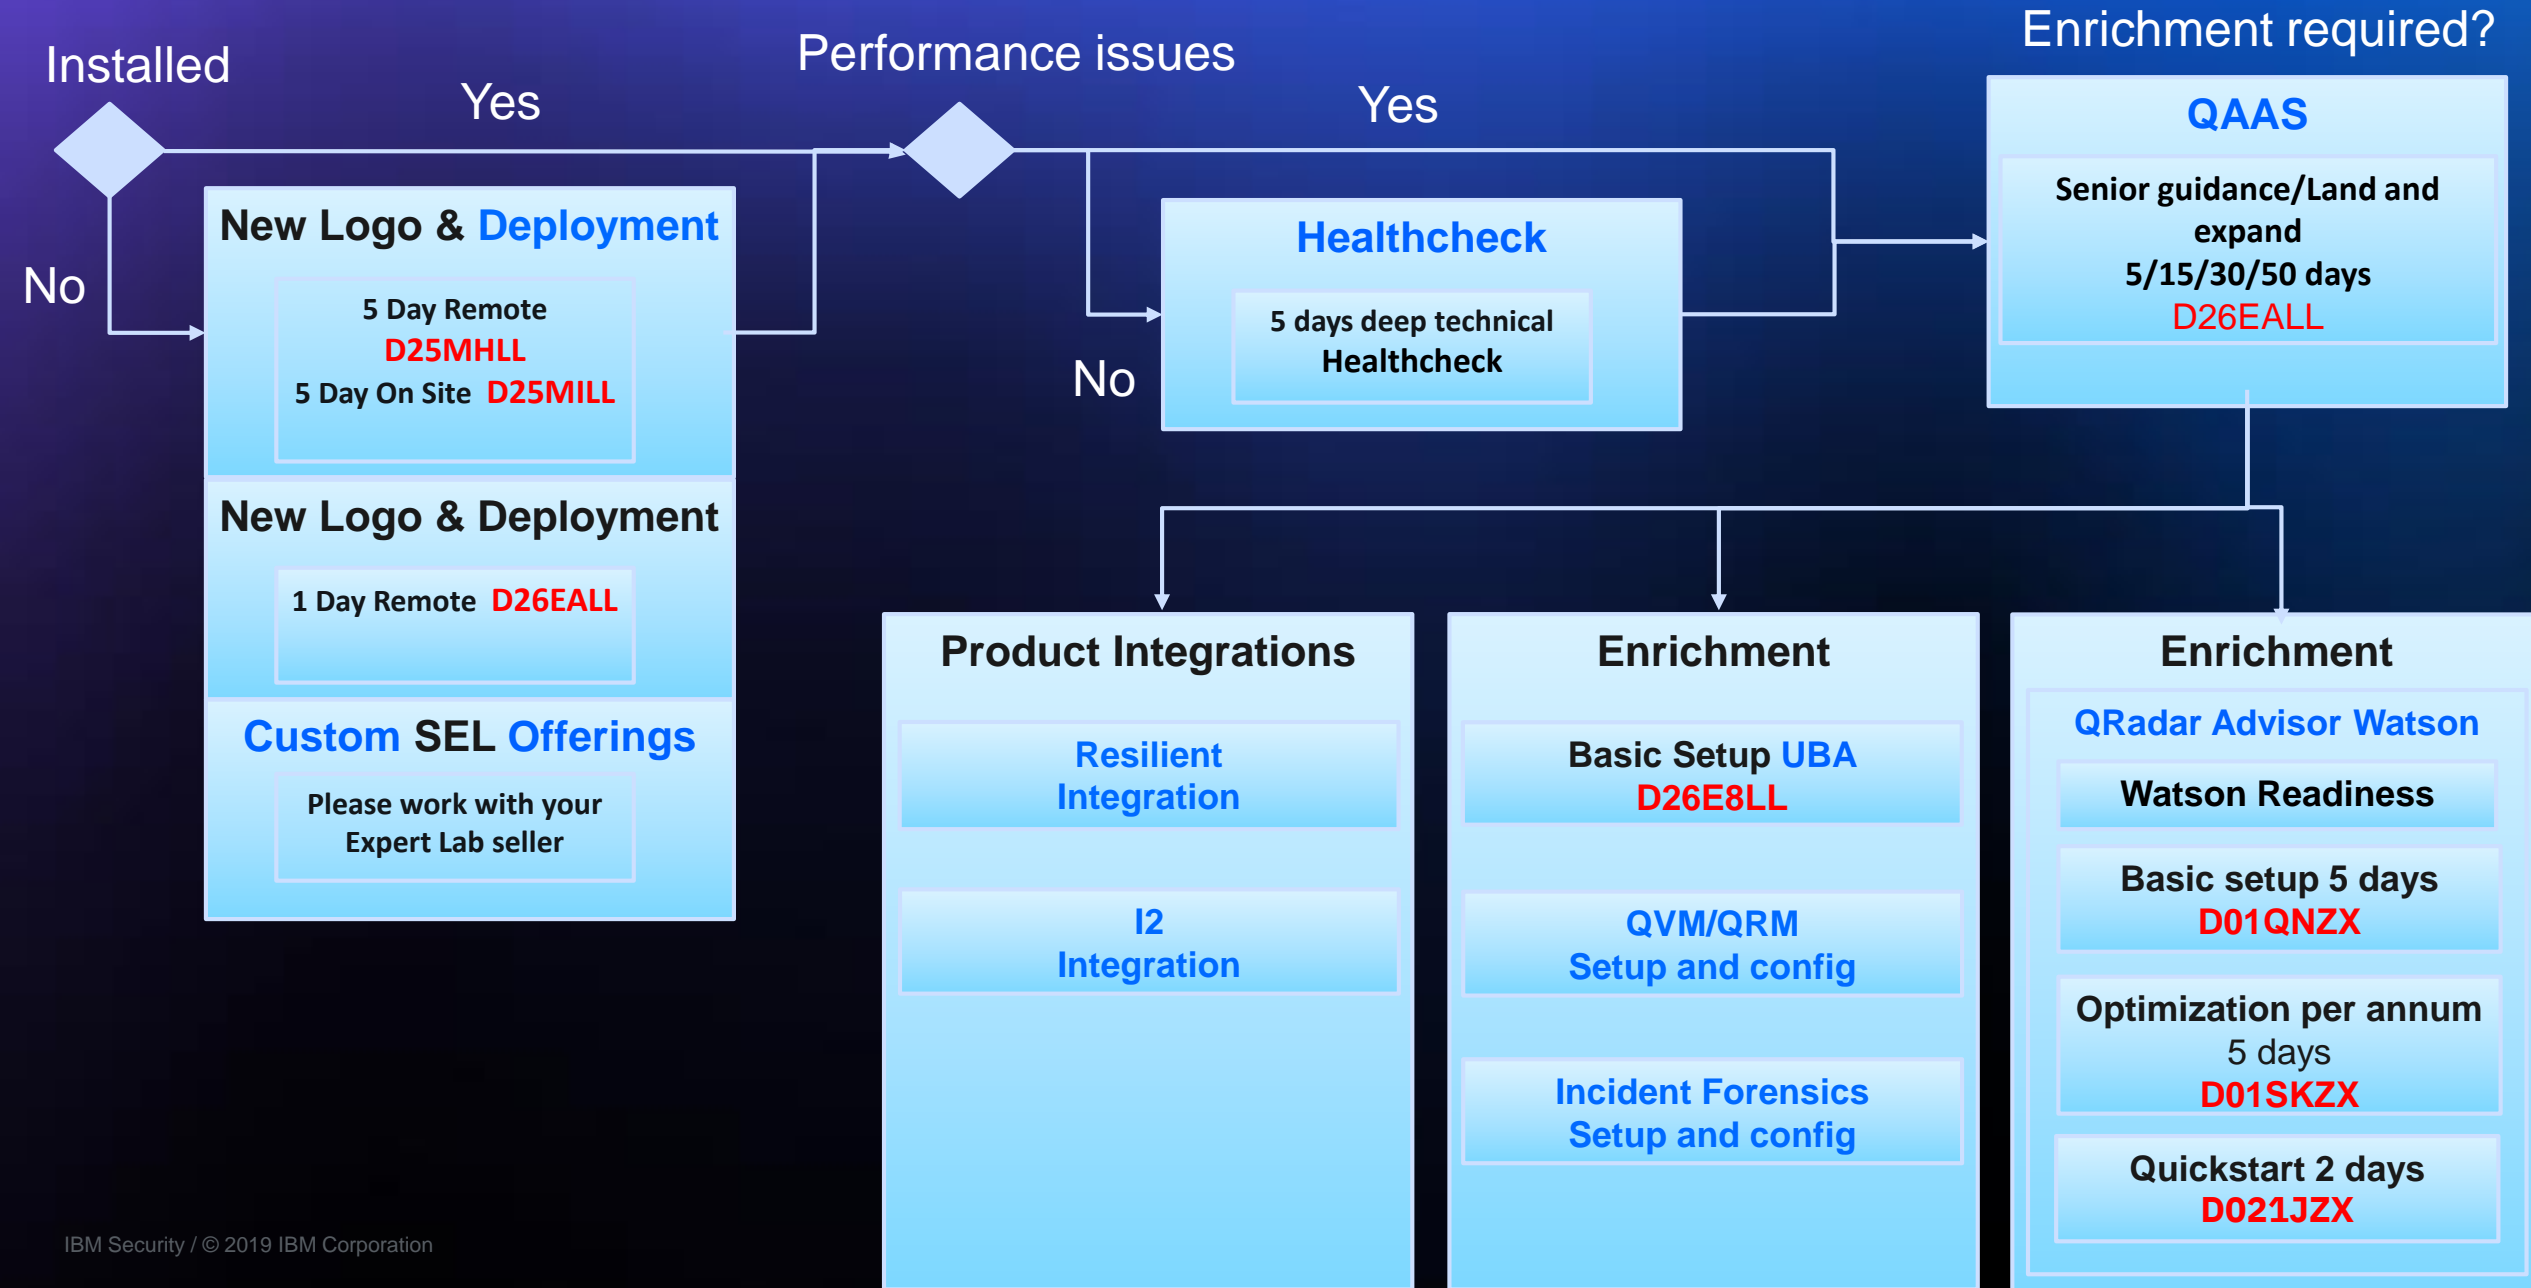 Installed
Yes
Performance issues
Yes
Enrichment required?
No
New Logo & Deployment
5 Day Remote
D25MHLL
5 Day On Site D25MILL
New Logo & Deployment
1 Day Remote D26EALL
Custom SEL Offerings
Please work with your
Expert Lab seller
No
Healthcheck
5 days deep technical
Healthcheck
QAAS
Senior guidance/Land and
expand
5/15/30/50 days
D26EALL
Product Integrations
Resilient
Integration
I2
Integration
Enrichment
Basic Setup UBA
D26E8LL
QVM/QRM
Setup and config
Incident Forensics
Setup and config
Enrichment
QRadar Advisor Watson
Watson Readiness
Basic setup 5 days
D01QNZX
Optimization per annum
5 days
D01SKZX
Quickstart 2 days
D021JZX
IBM Security / © 2019 IBM Corporation